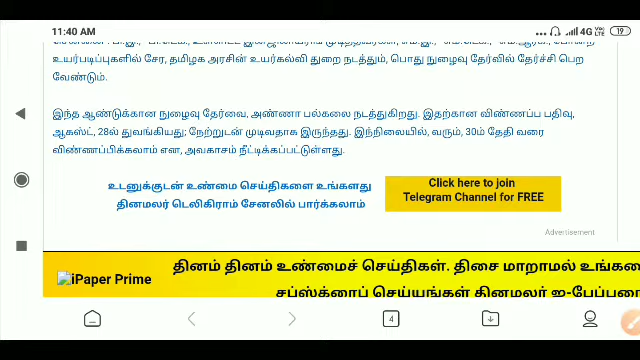 11:40 AM
4G VoLTE 19
உயர்படிப்புகளில் சேர, தமிழக அரசின் உயர்கல்வி துறை நடத்தும், பொது நுழைவு தேர்வில் தேர்ச்சி பெற
வேண்டும்.
இந்த ஆண்டுக்கான நுழைவு தேர்வை, அண்ணா பல்கலை நடத்துகிறது. இதற்கான விண்ணப்ப பதிவு,
ஆகஸ்ட், 28ல் துவங்கியது; நேற்றுடன் முடிவதாக இருந்தது. இந்நிலையில், வரும், 30ம் தேதி வரை
விண்ணப்பிக்கலாம் என, அவகாசம் நீட்டிக்கப்பட்டுள்ளது.
உடனுக்குடன் உண்மை செய்திகளை உங்களது
தினமலர் டெலிகிராம் சேனலில் பார்க்கலாம்
Click here to join
Telegram Channel for FREE
Advertisement
iPaper Prime
தினம் தினம் உண்மைச் செய்திகள். திசை மாறாமல்
சப்ஸ்கிரைப் செய்யுங்கள் தினமலர்
4